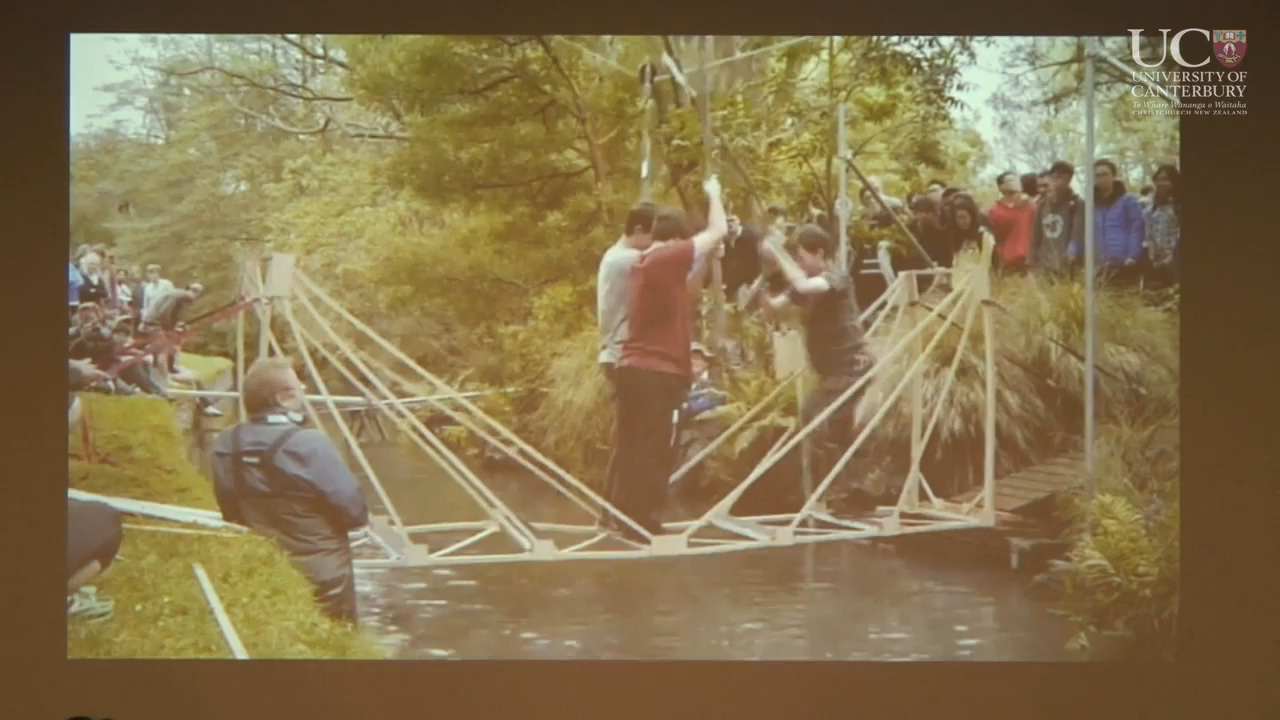 UC
UNIVERSITY OF
CANTERBURY
Te Whare Wānanga o Waitaha
CHRISTCHURCH NEW ZEALAND